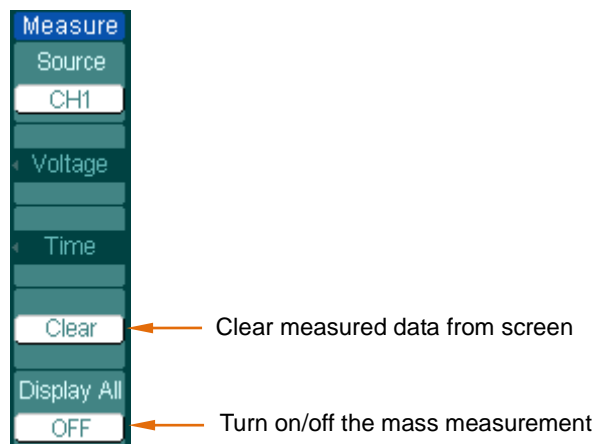 Measure
Source
CH1
Voltage
Time
Clear
Clear measured data from screen
Display All
OFF
Turn on/off the mass measurement